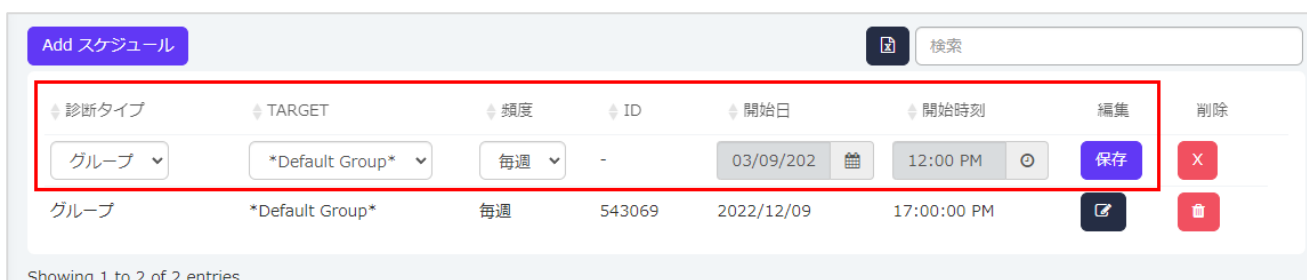 Add スケジュール 検索
診断タイプ TARGET 頻度 ID 開始日 開始時刻 編集 削除
グループ *Default Group* 毎週 - 03/09/202 12:00 PM 保存 X
グループ *Default Group* 毎週 543069 2022/12/09 17:00:00 PM
Showing 1 to 2 of 2 entries